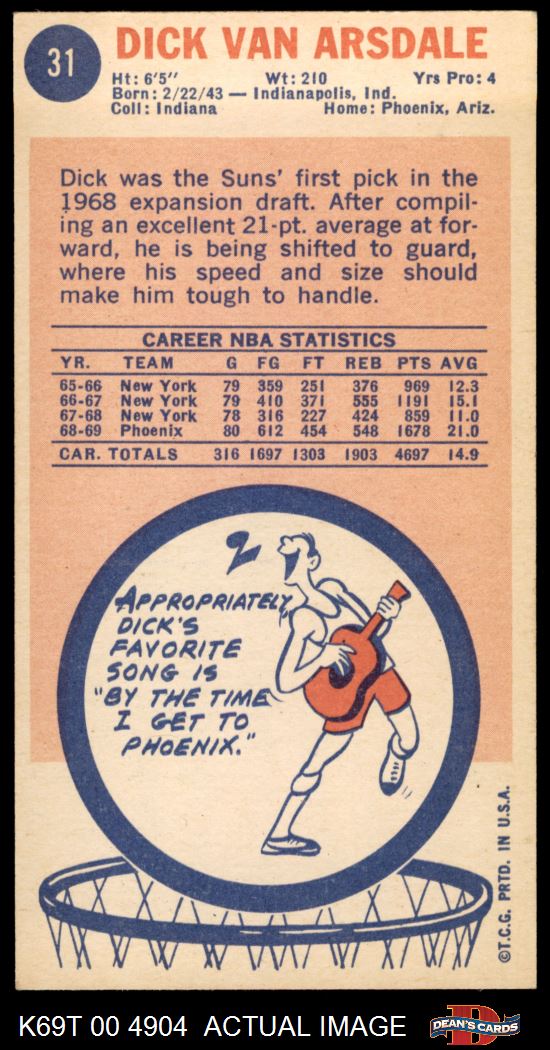 31
DICK VAN ARSDALE
Ht: 6'5" Wt: 210 Yrs Pro: 4
Born: 2/22/43 — Indianapolis, Ind.
Coll: Indiana Home: Phoenix, Ariz.
Dick was the Suns' first pick in the
1968 expansion draft. After compil-
ing an excellent 21-pt. average at for-
ward, he is being shifted to guard,
where his speed and size should
make him tough to handle.
CAREER NBA STATISTICS
YR. TEAM G FG FT REB PTS AVG
65-66 New York 79 359 251 376 969 12.3
66-67 New York 79 410 371 555 1191 15.1
67-68 New York 78 316 227 424 859 11.0
68-69 Phoenix 80 612 454 548 1678 21.0
CAR. TOTALS 316 1697 1303 1903 4697 14.9
APPROPRIATELY,
DICK'S
FAVORITE
SONG IS
"BY THE TIME
I GET TO
PHOENIX."
©T.C.G. PRTD. IN U.S.A.
K69T 00 4904 ACTUAL IMAGE
D
DEAN'S CARDS